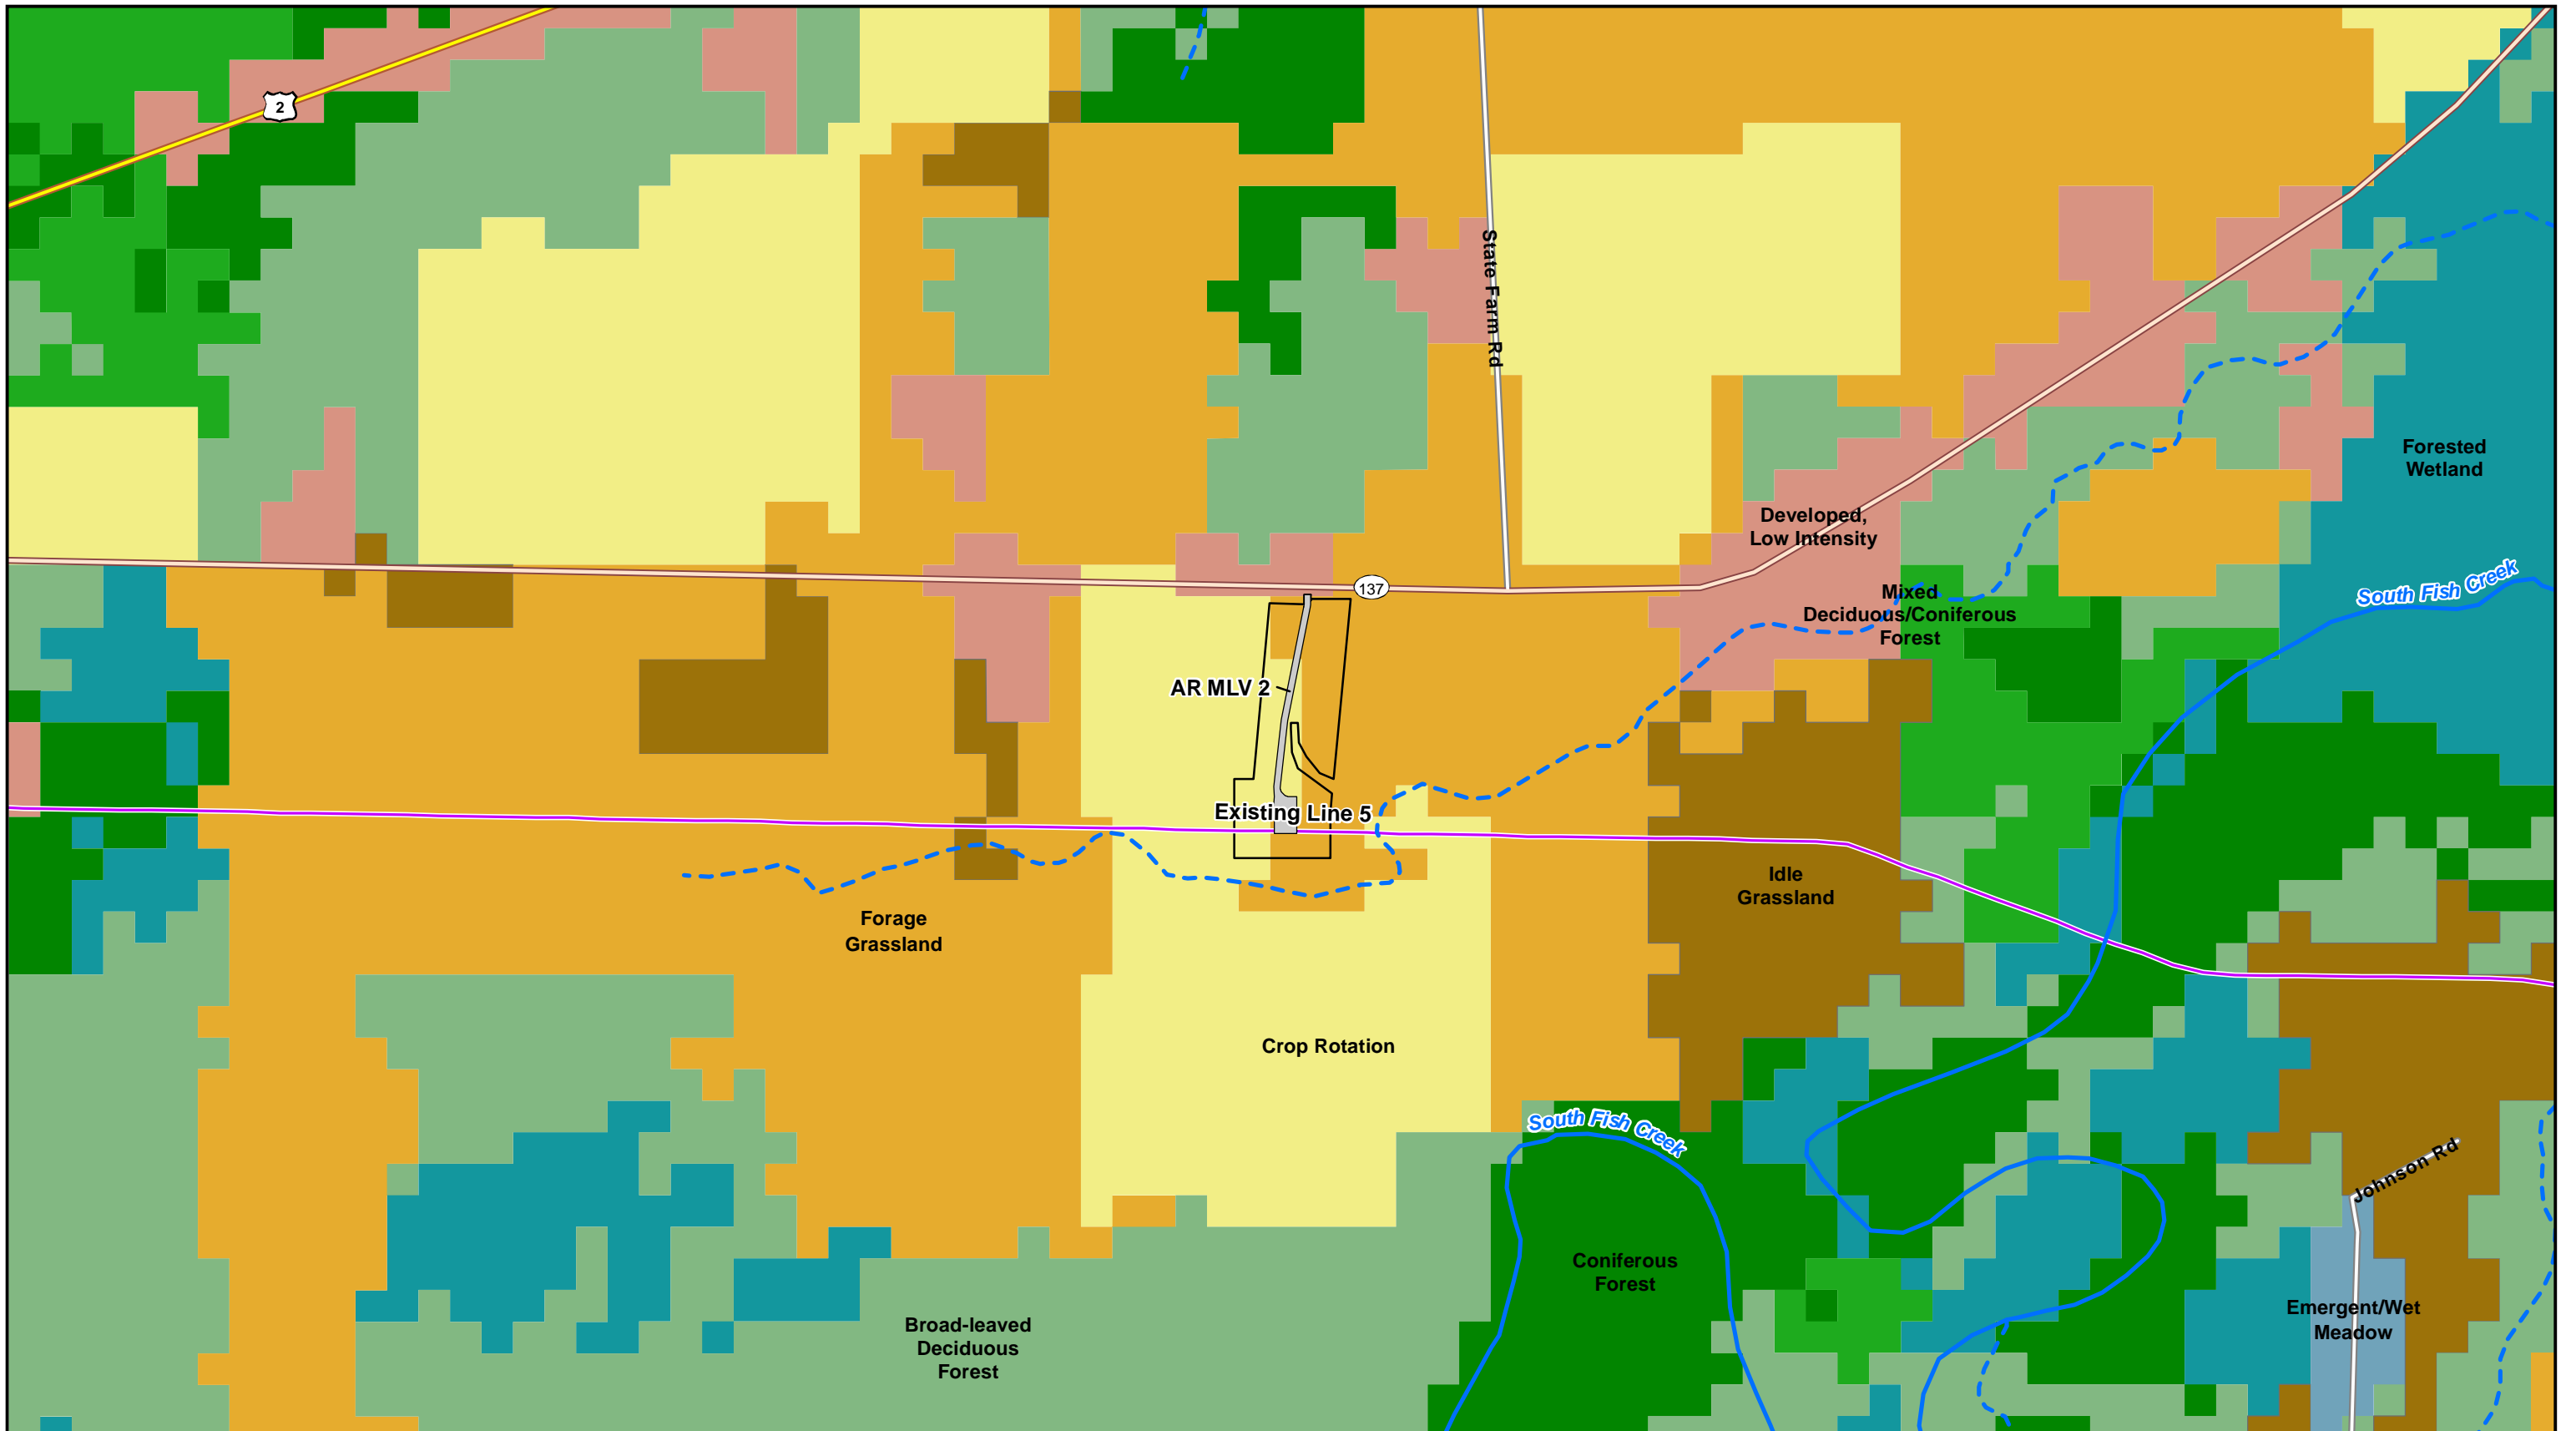 2
State Farm Rd
Forested
Wetland
Developed,
Low Intensity
137
South Fish Creek
Mixed
Deciduous/Coniferous
Forest
AR MLV 2
Existing Line 5
Idle
Grassland
Forage
Grassland
Crop Rotation
South Fish Creek
Johnson Rd
Coniferous
Forest
Emergent/Wet
Meadow
Broad-leaved
Deciduous
Forest